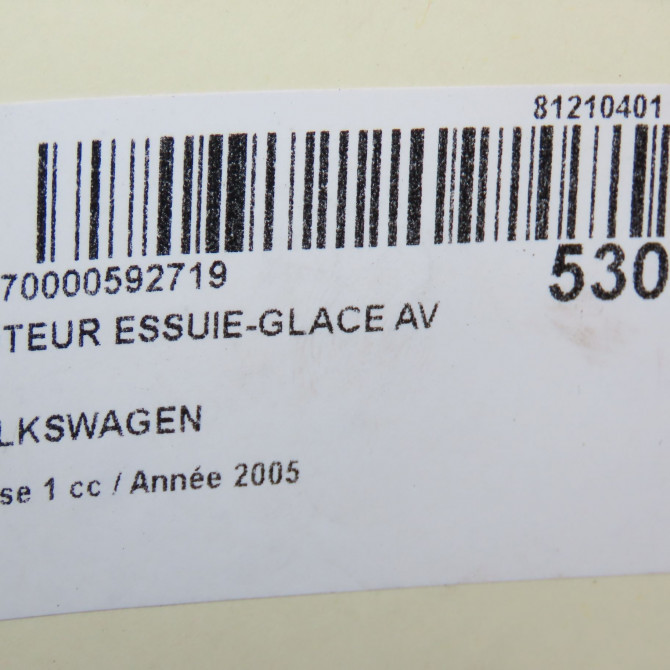 81210401
70000592719
530
TEUR ESSUIE-GLACE AV
LKSWAGEN
se 1 cc / Année 2005